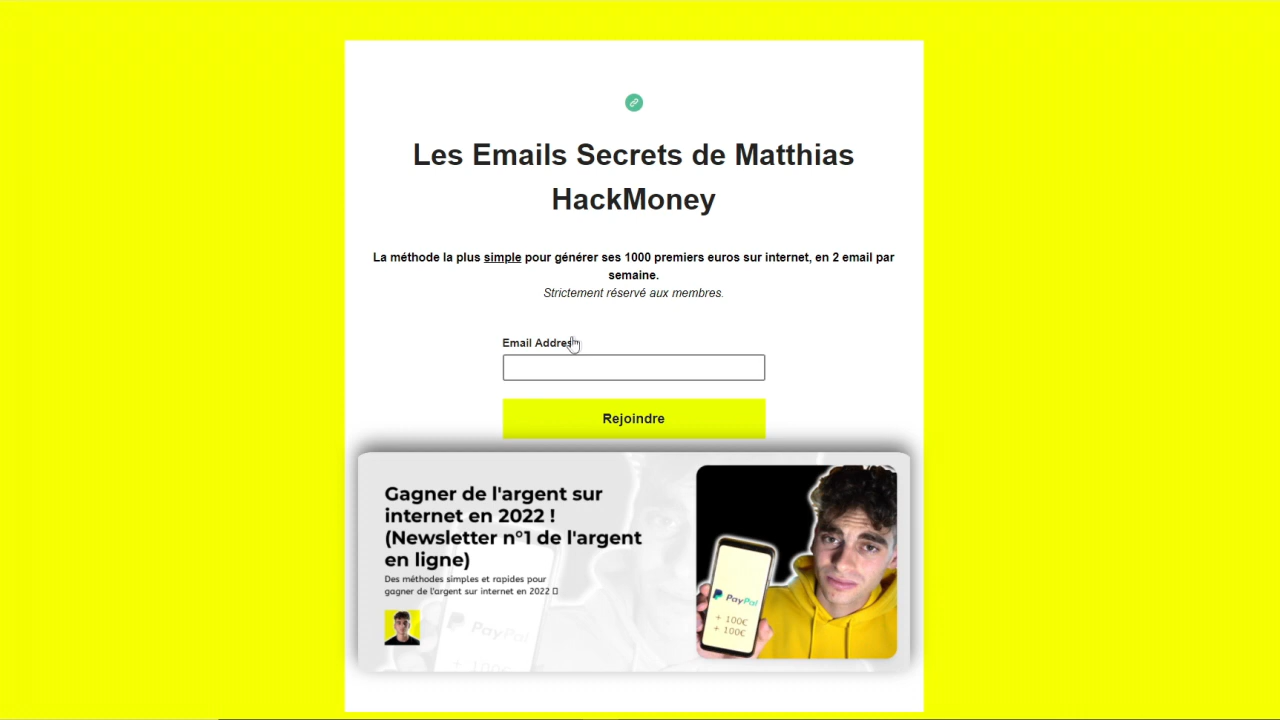 Les Emails Secrets de Matthias
HackMoney
La méthode la plus simple pour générer ses 1000 premiers euros sur internet, en 2 email par
semaine.
Strictement réservé aux membres.
Email Address
Rejoindre
Gagner de l'argent sur
internet en 2022 !
(Newsletter n°1 de l'argent
en ligne)
Des méthodes simples et rapides pour
gagner de l'argent sur internet en 2022
PayPal
+ 100€
+ 100€
PayPal
+ 100€